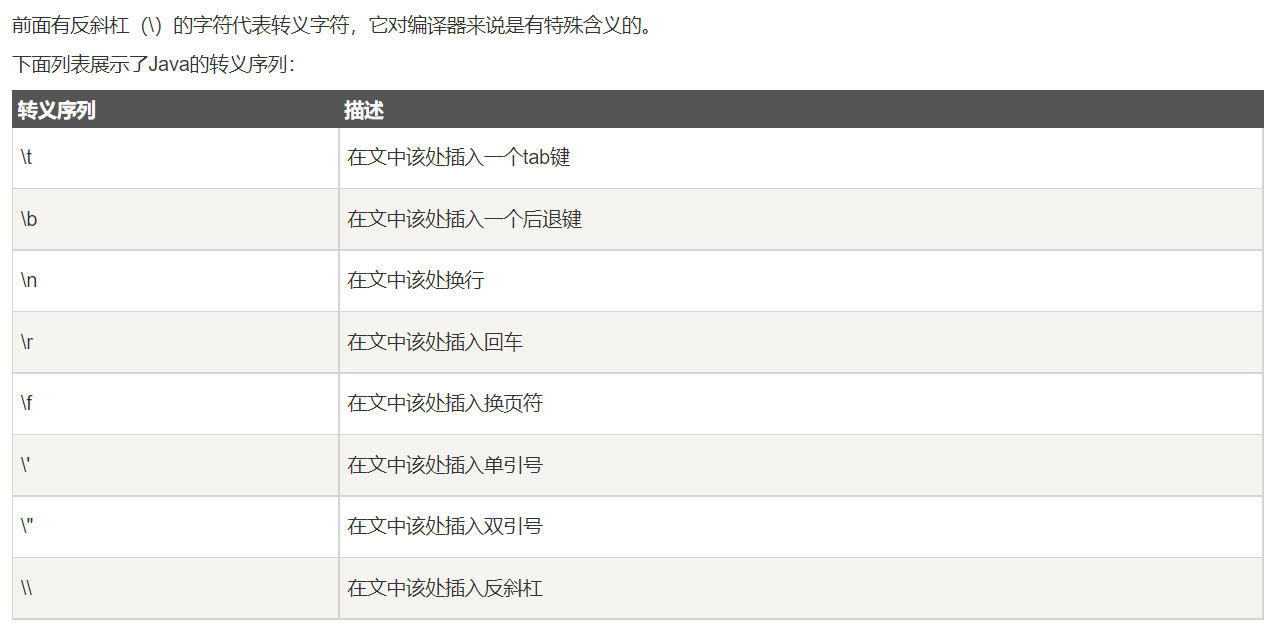 前面有反斜杠（\）的字符代表转义字符，它对编译器来说是有特殊含义的。
下面列表展示了Java的转义序列：
转义序列 描述
\t 在文中该处插入一个tab键
\b 在文中该处插入一个后退键
\n 在文中该处换行
\r 在文中该处插入回车
\f 在文中该处插入换页符
\' 在文中该处插入单引号
\" 在文中该处插入双引号
\\ 在文中该处插入反斜杠